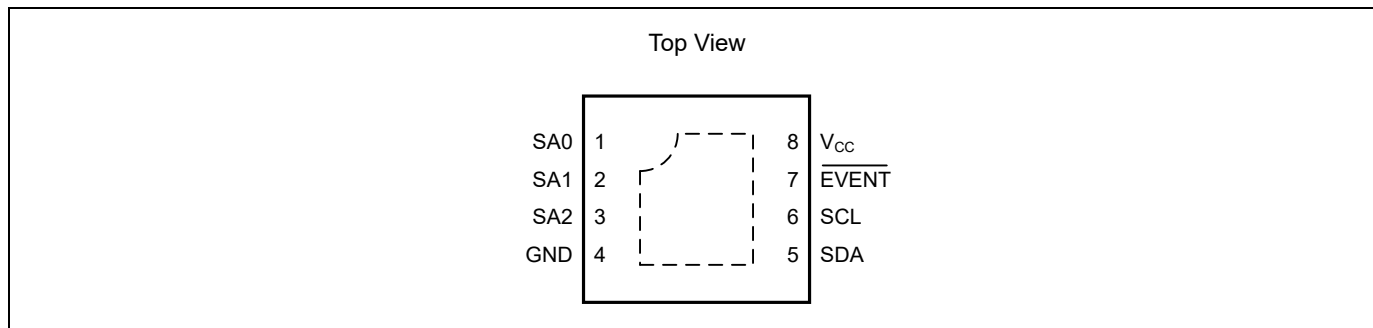 Top View
SA0 1 8 VCC
SA1 2 7 EVENT
SA2 3 6 SCL
GND 4 5 SDA